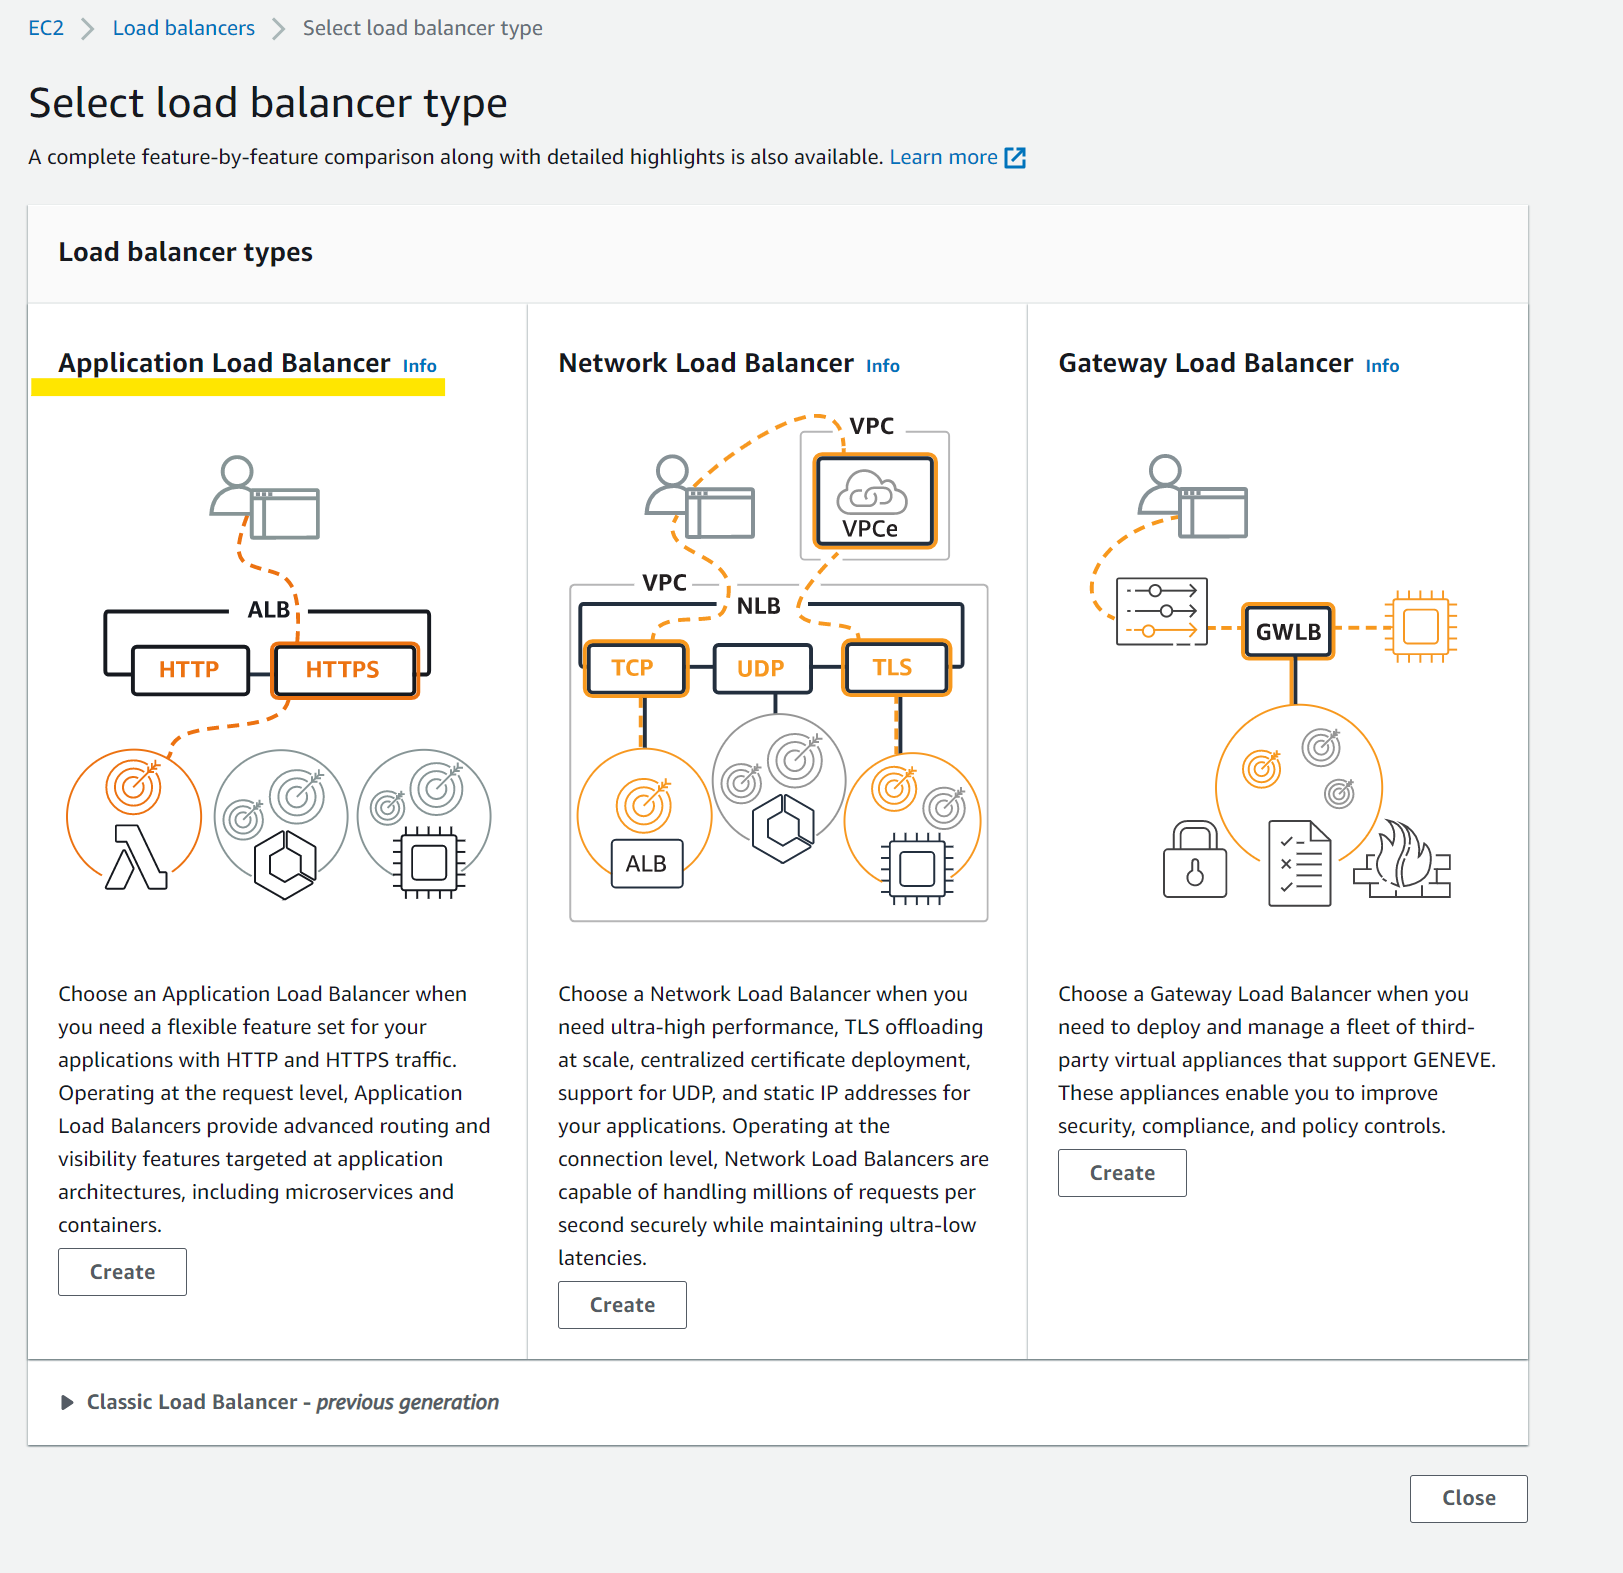 EC2 > Load balancers > Select load balancer type
Select load balancer type
A complete feature-by-feature comparison along with detailed highlights is also available. Learn more
Load balancer types
Application Load Balancer Info
ALB
HTTP HTTPS
Choose an Application Load Balancer when
you need a flexible feature set for your
applications with HTTP and HTTPS traffic.
Operating at the request level, Application
Load Balancers provide advanced routing and
visibility features targeted at application
architectures, including microservices and
containers.
Create
Network Load Balancer Info
VPC
VPCe
VPC
NLB
TCP UDP TLS
ALB
Choose a Network Load Balancer when you
need ultra-high performance, TLS offloading
at scale, centralized certificate deployment,
support for UDP, and static IP addresses for
your applications. Operating at the
connection level, Network Load Balancers are
capable of handling millions of requests per
second securely while maintaining ultra-low
latencies.
Create
Gateway Load Balancer Info
GWLB
Choose a Gateway Load Balancer when you
need to deploy and manage a fleet of third-
party virtual appliances that support GENEVE.
These appliances enable you to improve
security, compliance, and policy controls.
Create
Classic Load Balancer - previous generation
Close